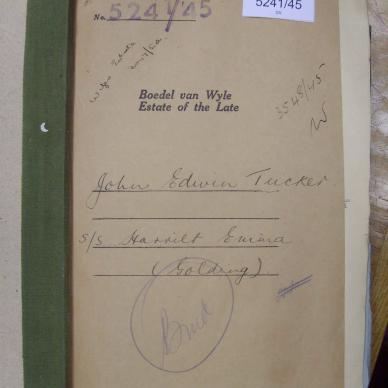 5241/45
No. 5241/45
3548/45
Boedel van Wyle
Estate of the Late
John Edwin Tucker
s/s Harriet Emma
(Golding)